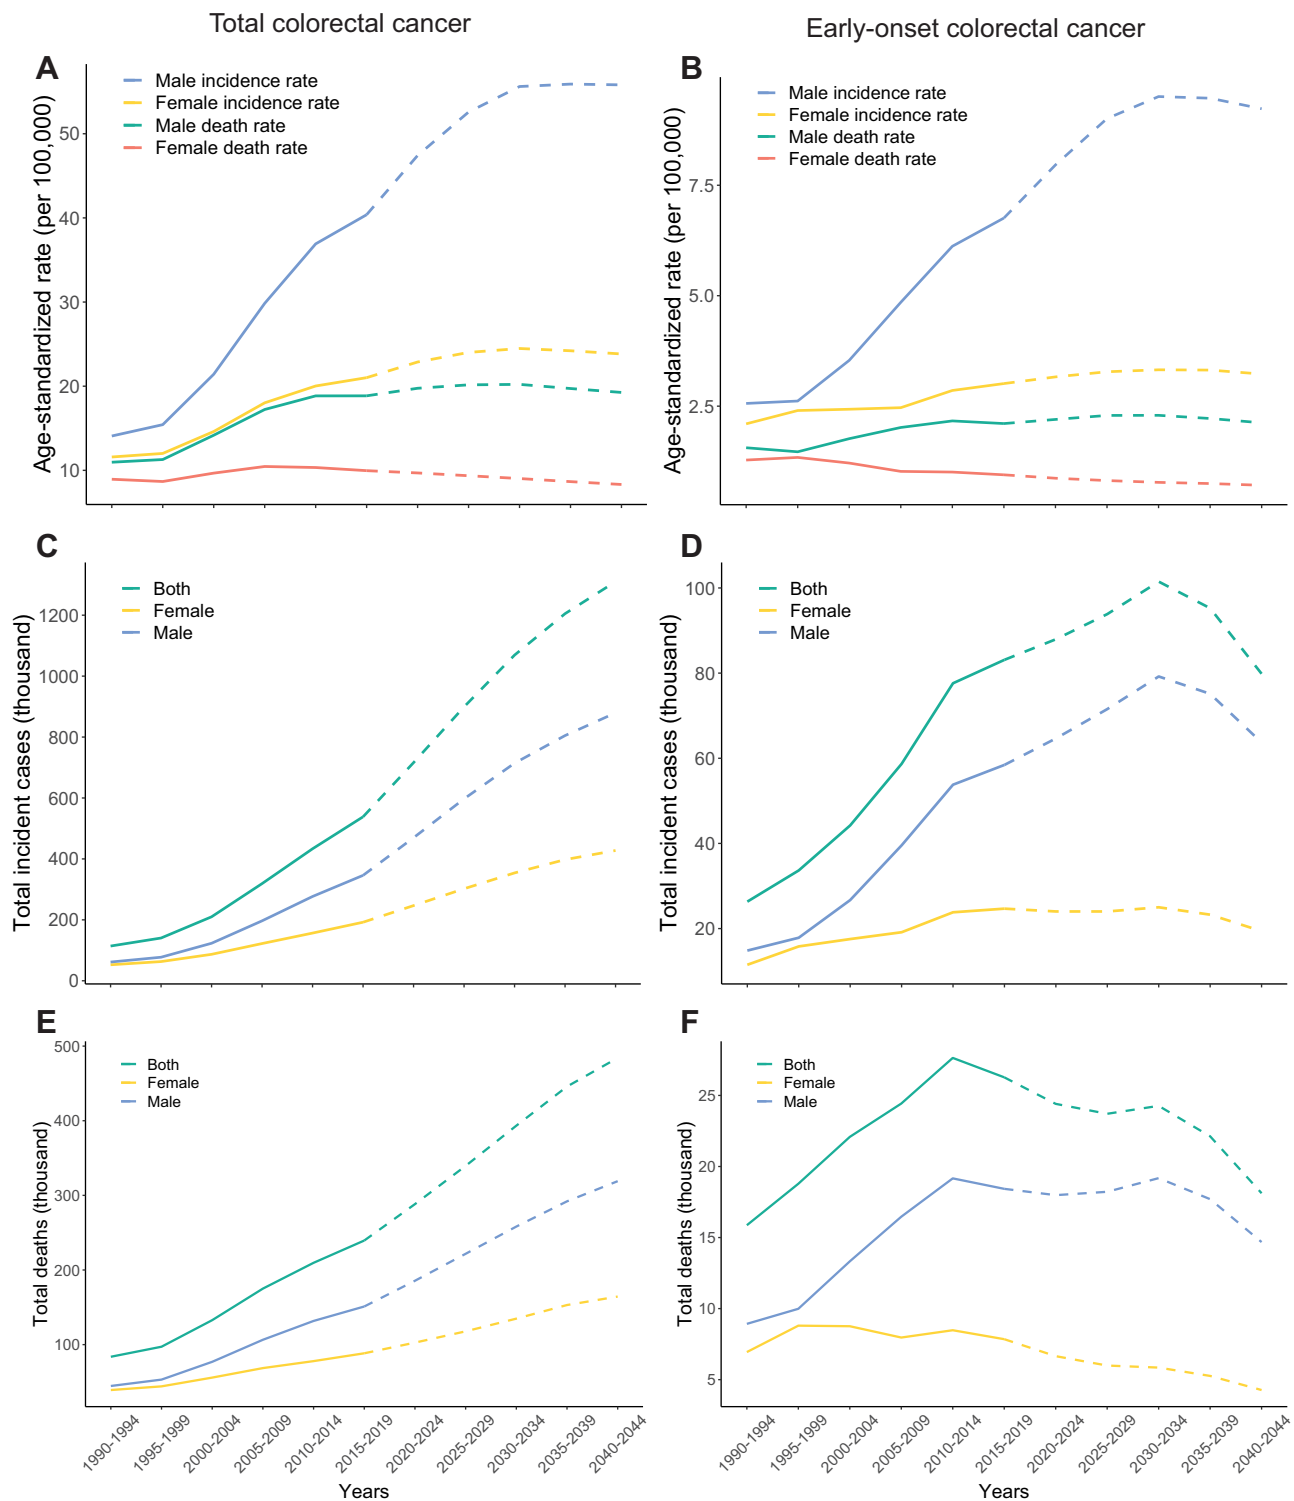 Total colorectal cancer
Early-onset colorectal cancer
A
Male incidence rate
Female incidence rate
Male death rate
Female death rate
Age-standardized rate (per 100,000)
50
40
30
20
10
B
Male incidence rate
Female incidence rate
Male death rate
Female death rate
Age-standardized rate (per 100,000)
7.5
5.0
2.5
C
Both
Female
Male
Total incident cases (thousand)
1200
1000
800
600
400
200
0
D
Both
Female
Male
Total incident cases (thousand)
100
80
60
40
20
E
Both
Female
Male
Total deaths (thousand)
500
400
300
200
100
1990-1994
1995-1999
2000-2004
2005-2009
2010-2014
2015-2019
2020-2024
2025-2029
2030-2034
2035-2039
2040-2044
Years
F
Both
Female
Male
Total deaths (thousand)
25
20
15
10
5
1990-1994
1995-1999
2000-2004
2005-2009
2010-2014
2015-2019
2020-2024
2025-2029
2030-2034
2035-2039
2040-2044
Years